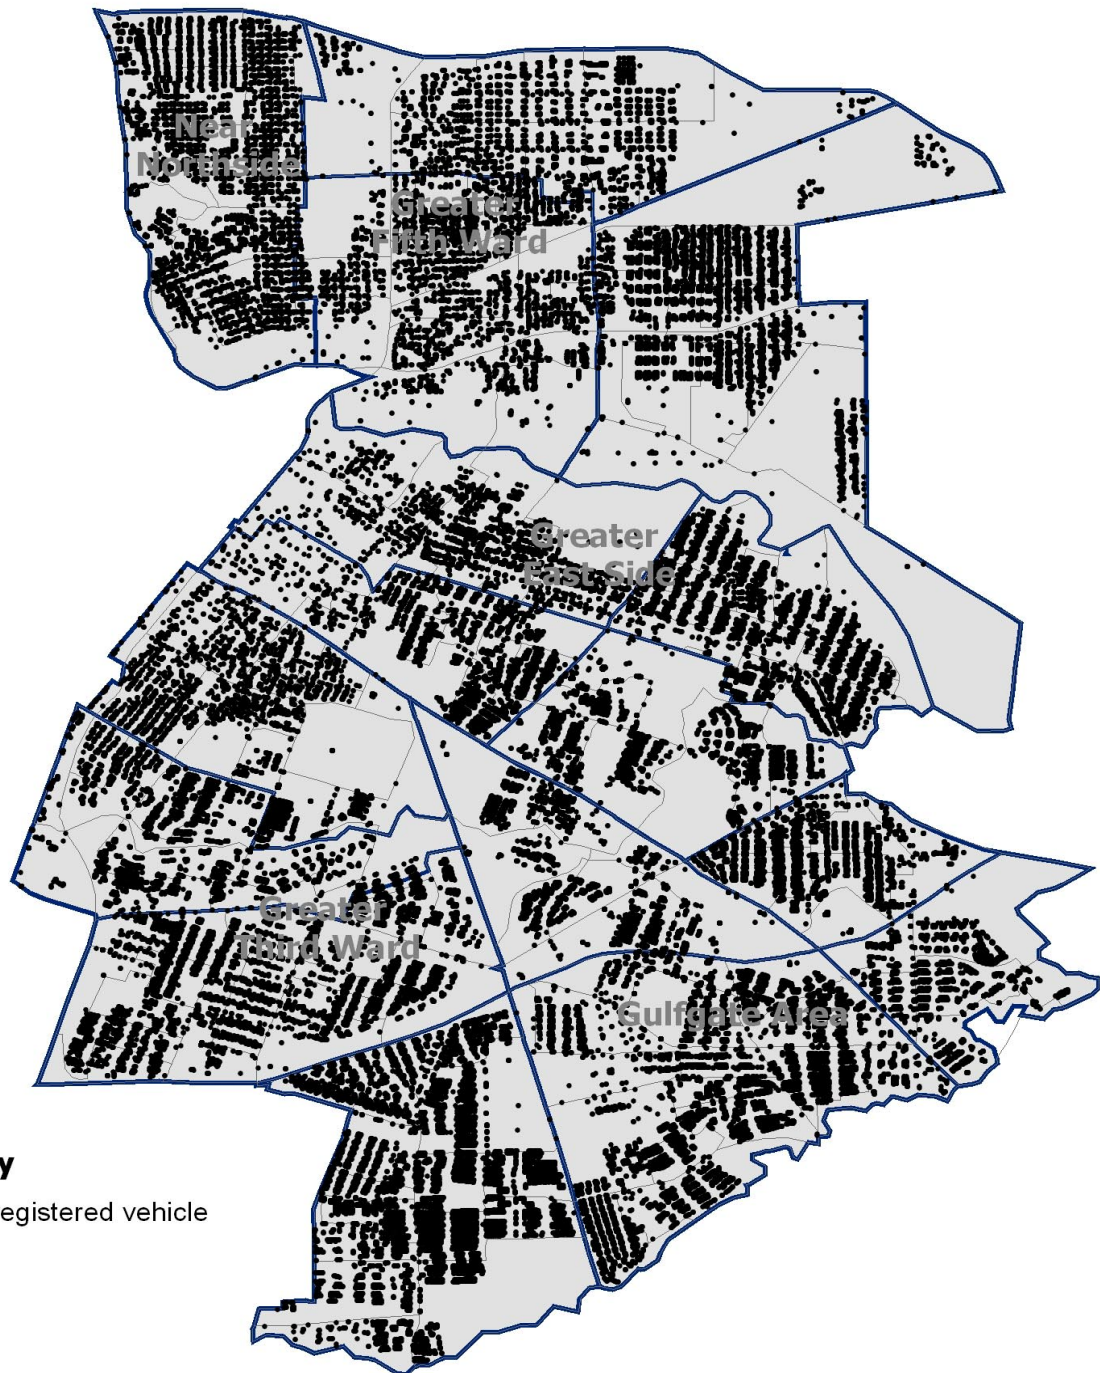 Near
Northside
Greater
Fifth Ward
Greater
East Side
Greater
Third Ward
Gulfgate Area
y
egistered vehicle